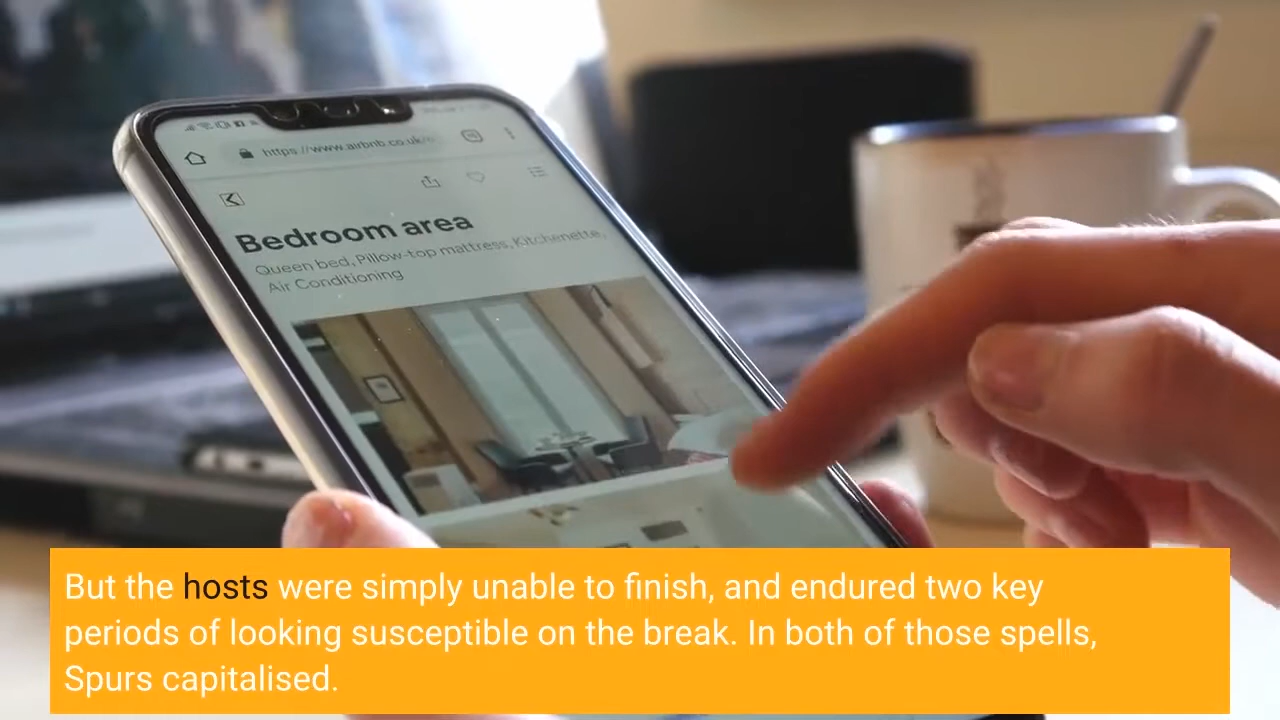 https://www.airbnb.co.uk/
Bedroom area
Queen bed, Pillow-top mattress, Kitchenette,
Air Conditioning
But the hosts were simply unable to finish, and endured two key
periods of looking susceptible on the break. In both of those spells,
Spurs capitalised.